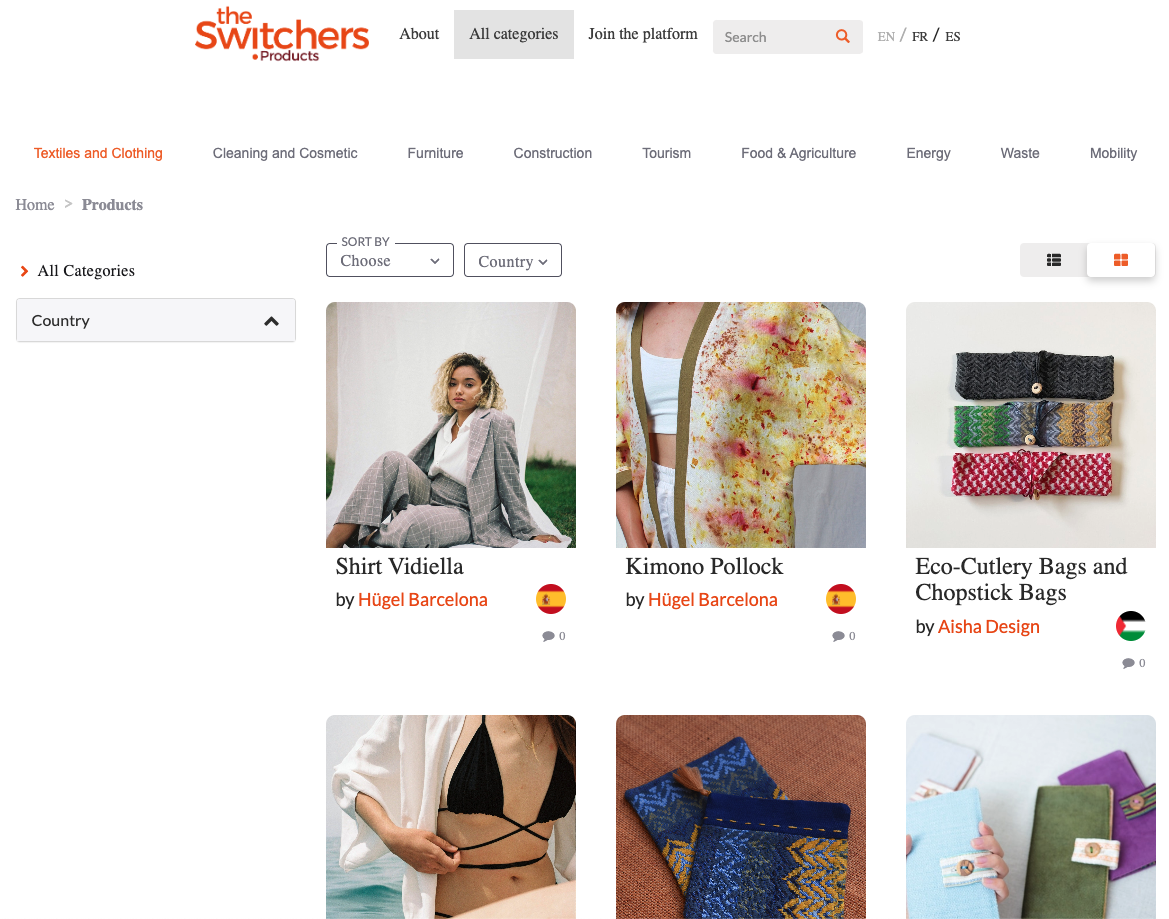 the
Switchers
Products
About
All categories
Join the platform
Search
EN / FR / ES
Textiles and Clothing
Cleaning and Cosmetic
Furniture
Construction
Tourism
Food & Agriculture
Energy
Waste
Mobility
Home > Products
All Categories
Country
SORT BY
Choose
Country
Shirt Vidiella
by Hügel Barcelona
0
Kimono Pollock
by Hügel Barcelona
0
Eco-Cutlery Bags and
Chopstick Bags
by Aisha Design
0